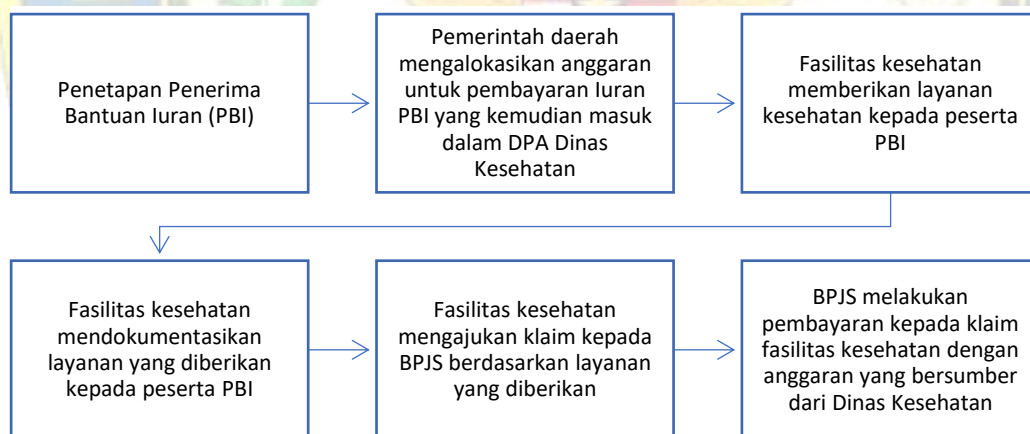 Penetapan Penerima
Bantuan Iuran (PBI)
Pemerintah daerah
mengalokasikan anggaran
untuk pembayaran Iuran
PBI yang kemudian masuk
dalam DPA Dinas
Kesehatan
Fasilitas kesehatan
memberikan layanan
kesehatan kepada peserta
PBI
Fasilitas kesehatan
mendokumentasikan
layanan yang diberikan
kepada peserta PBI
Fasilitas kesehatan
mengajukan klaim kepada
BPJS berdasarkan layanan
yang diberikan
BPJS melakukan
pembayaran kepada klaim
fasilitas kesehatan dengan
anggaran yang bersumber
dari Dinas Kesehatan